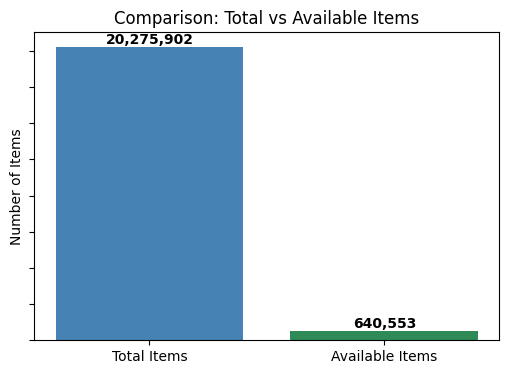 Comparison: Total vs Available Items
20,275,902
640,553
Number of Items
Total Items
Available Items